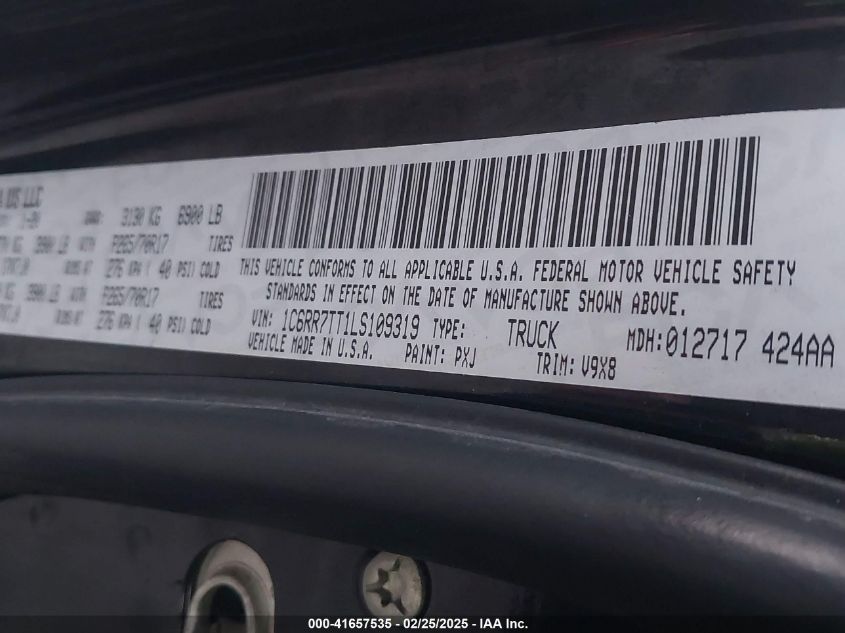 US LLC
3130 KG 6900 LB
P265/70R17 TIRES
276 KPA ( 40 PSI) COLD
P265/70R17 TIRES
276 KPA ( 40 PSI) COLD
THIS VEHICLE CONFORMS TO ALL APPLICABLE U.S.A. FEDERAL MOTOR VEHICLE SAFETY
STANDARDS IN EFFECT ON THE DATE OF MANUFACTURE SHOWN ABOVE.
VIN: 1C6RR7TT1LS109319 TYPE: TRUCK MDH:012717 424AA
VEHICLE MADE IN U.S.A. PAINT: PXJ TRIM: V9X8
000-41657535 - 02/25/2025 - IAA Inc.